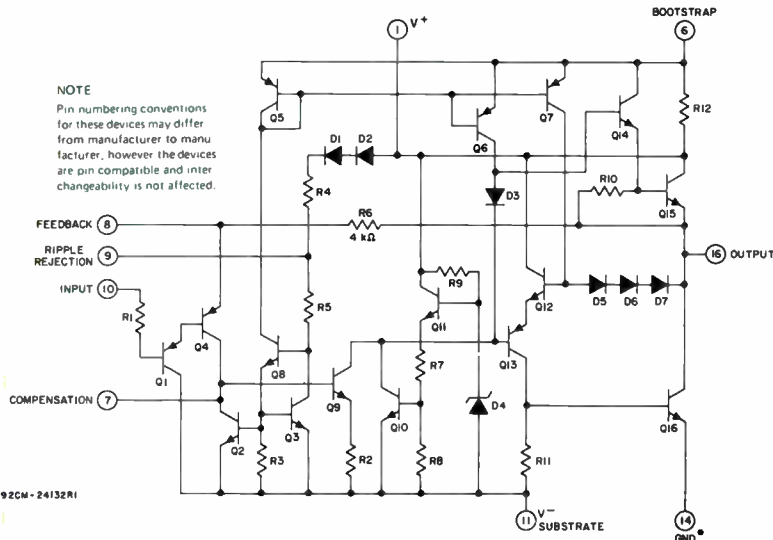 BOOTSTRAP
1 V+
6
NOTE
Pin numbering conventions
for these devices may differ
from manufacturer to manu
facturer, however the devices
are pin compatible and inter
changeability is not affected.
Q5
Q7
Q6
Q14
R12
D1
D2
R4
D3
R10
Q15
FEEDBACK 8
R6
4 kΩ
RIPPLE
REJECTION 9
16 OUTPUT
INPUT 10
R9
R1
R5
Q11
Q12
D5
D6
D7
Q4
Q8
R7
Q13
Q1
D4
COMPENSATION 7
Q9
Q10
Q16
Q2
Q3
R3
R2
R8
R11
92CM-24132R1
11 V-
SUBSTRATE
14
GND*